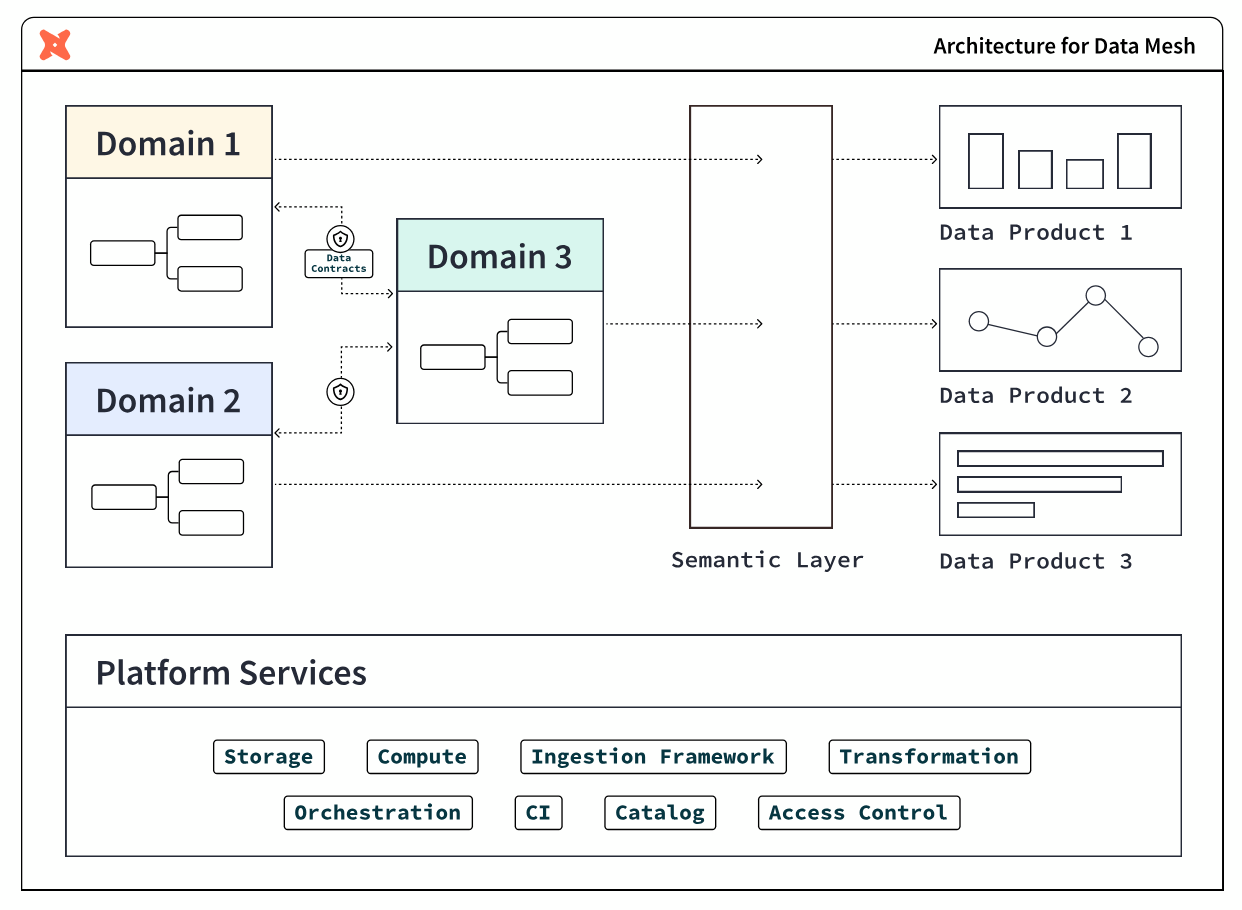 Architecture for Data Mesh
Domain 1
Data
Contracts
Domain 3
Domain 2
Semantic Layer
Data Product 1
Data Product 2
Data Product 3
Platform Services
Storage
Compute
Ingestion Framework
Transformation
Orchestration
CI
Catalog
Access Control